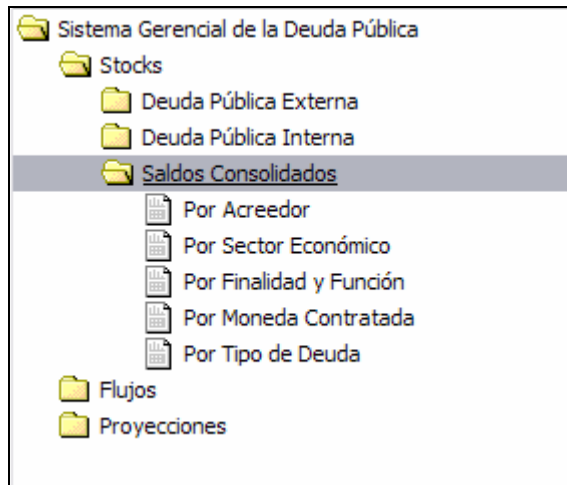 Sistema Gerencial de la Deuda Pública
Stocks
Deuda Pública Externa
Deuda Pública Interna
Saldos Consolidados
Por Acreedor
Por Sector Económico
Por Finalidad y Función
Por Moneda Contratada
Por Tipo de Deuda
Flujos
Proyecciones